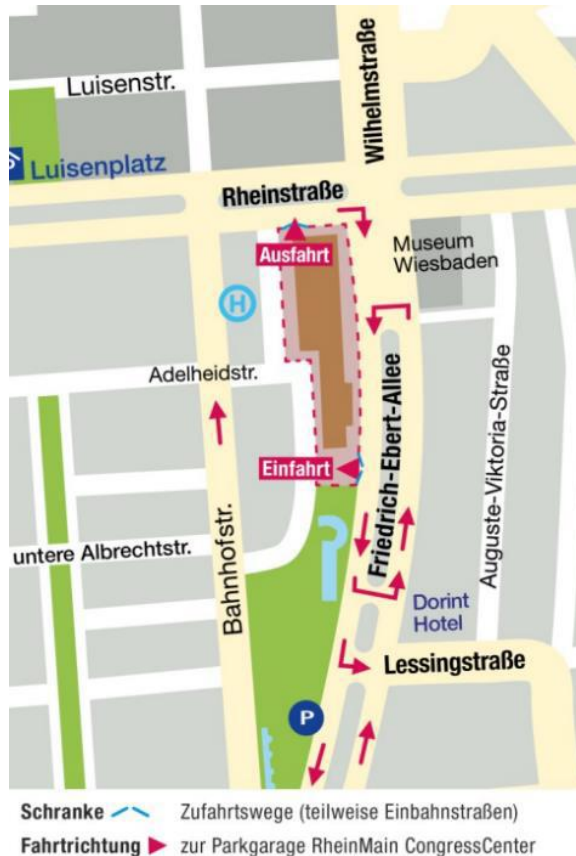 Luisenstr.
Wilhelmstraße
Luisenplatz
Rheinstraße
Ausfahrt
Museum
Wiesbaden
H
Adelheidstr.
Einfahrt
Friedrich-Ebert-Allee
Auguste-Viktoria-Straße
untere Albrechtstr.
Bahnhofstr.
Dorint
Hotel
Lessingstraße
P
Schranke Zufahrtswege (teilweise Einbahnstraßen)
Fahrtrichtung zur Parkgarage RheinMain CongressCenter